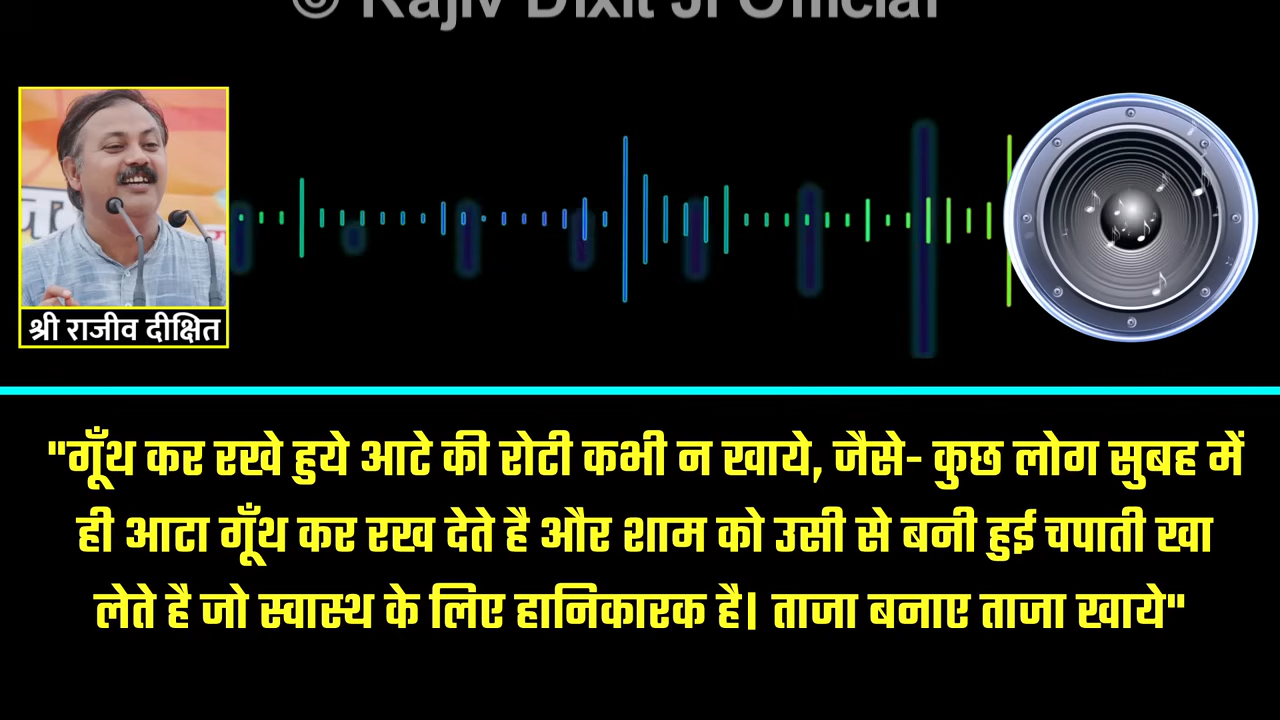 © Rajiv Dixit Ji Official
श्री राजीव दीक्षित
"गूँथ कर रखे हुये आटे की रोटी कभी न खाये, जैसे- कुछ लोग सुबह में
ही आटा गूँथ कर रख देते है और शाम को उसी से बनी हुई चपाती खा
लेते है जो स्वास्थ के लिए हानिकारक है। ताजा बनाए ताजा खाये"